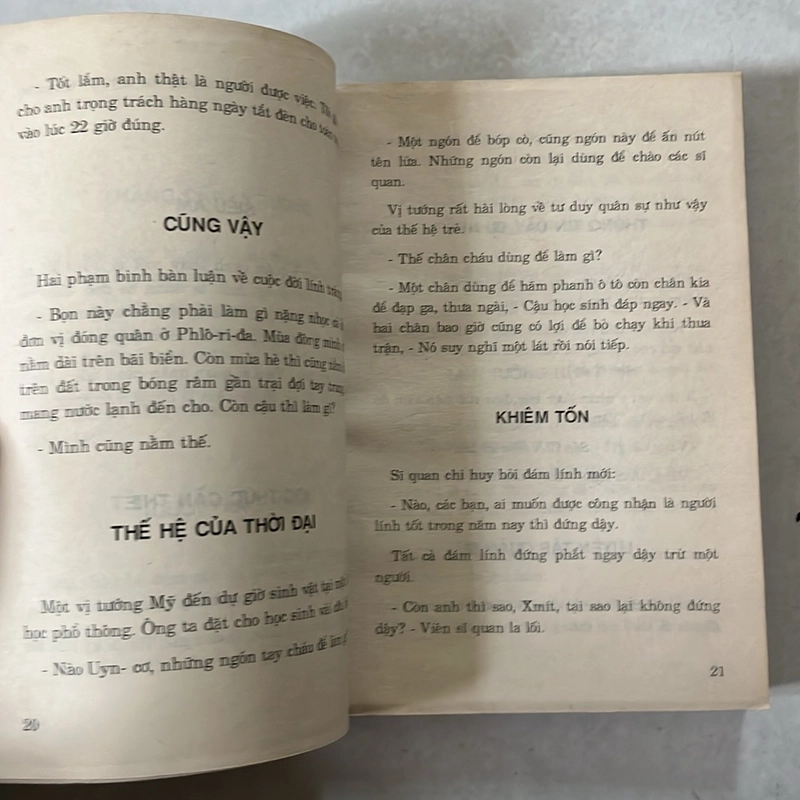 - Tốt lắm, anh thật là người được việc. Tôi
cho anh trọng trách hàng ngày tắt đèn cho toàn
vào lúc 22 giờ đúng.
CŨNG VẬY
Hai phạm binh bàn luận về cuộc đời lính tráng
- Bọn này chẳng phải làm gì nặng nhọc cả
đơn vị đóng quân ở Phlô-ri-đa. Mùa đông mình
nằm dài trên bãi biển. Còn mùa hè thì cũng nằm
trên đất trong bóng râm gần trại đợi tay trung
mang nước lạnh đến cho. Còn cậu thì làm gì?
- Mình cũng nằm thế.
THẾ HỆ CỦA THỜI ĐẠI
Một vị tướng Mỹ đến dự giờ sinh vật tại
học phổ thông. Ông ta đặt cho học sinh vài
- Nào Uyn- cơ, những ngón tay cháu để làm gì
20
- Một ngón để bóp cò, cũng ngón này để ấn nút
tên lửa. Những ngón còn lại dùng để chào các sĩ
quan.
Vị tướng rất hài lòng về tư duy quân sự như vậy
của thế hệ trẻ.
- Thế chân cháu dùng để làm gì?
- Một chân dùng để hãm phanh ô tô còn chân kia
để đạp ga, thưa ngài, - Cậu học sinh đáp ngay. - Và
hai chân bao giờ cũng có lợi để bỏ chạy khi thua
trận, - Nó suy nghĩ một lát rồi nói tiếp.
KHIÊM TỐN
Sĩ quan chỉ huy hỏi đám lính mới:
- Nào, các bạn, ai muốn được công nhận là người
lính tốt trong năm nay thì đứng dậy.
Tất cả đám lính đứng phắt ngay dậy trừ một
người.
- Còn anh thì sao, Xmít, tại sao lại không đứng
dậy? - Viên sĩ quan la lối.
21